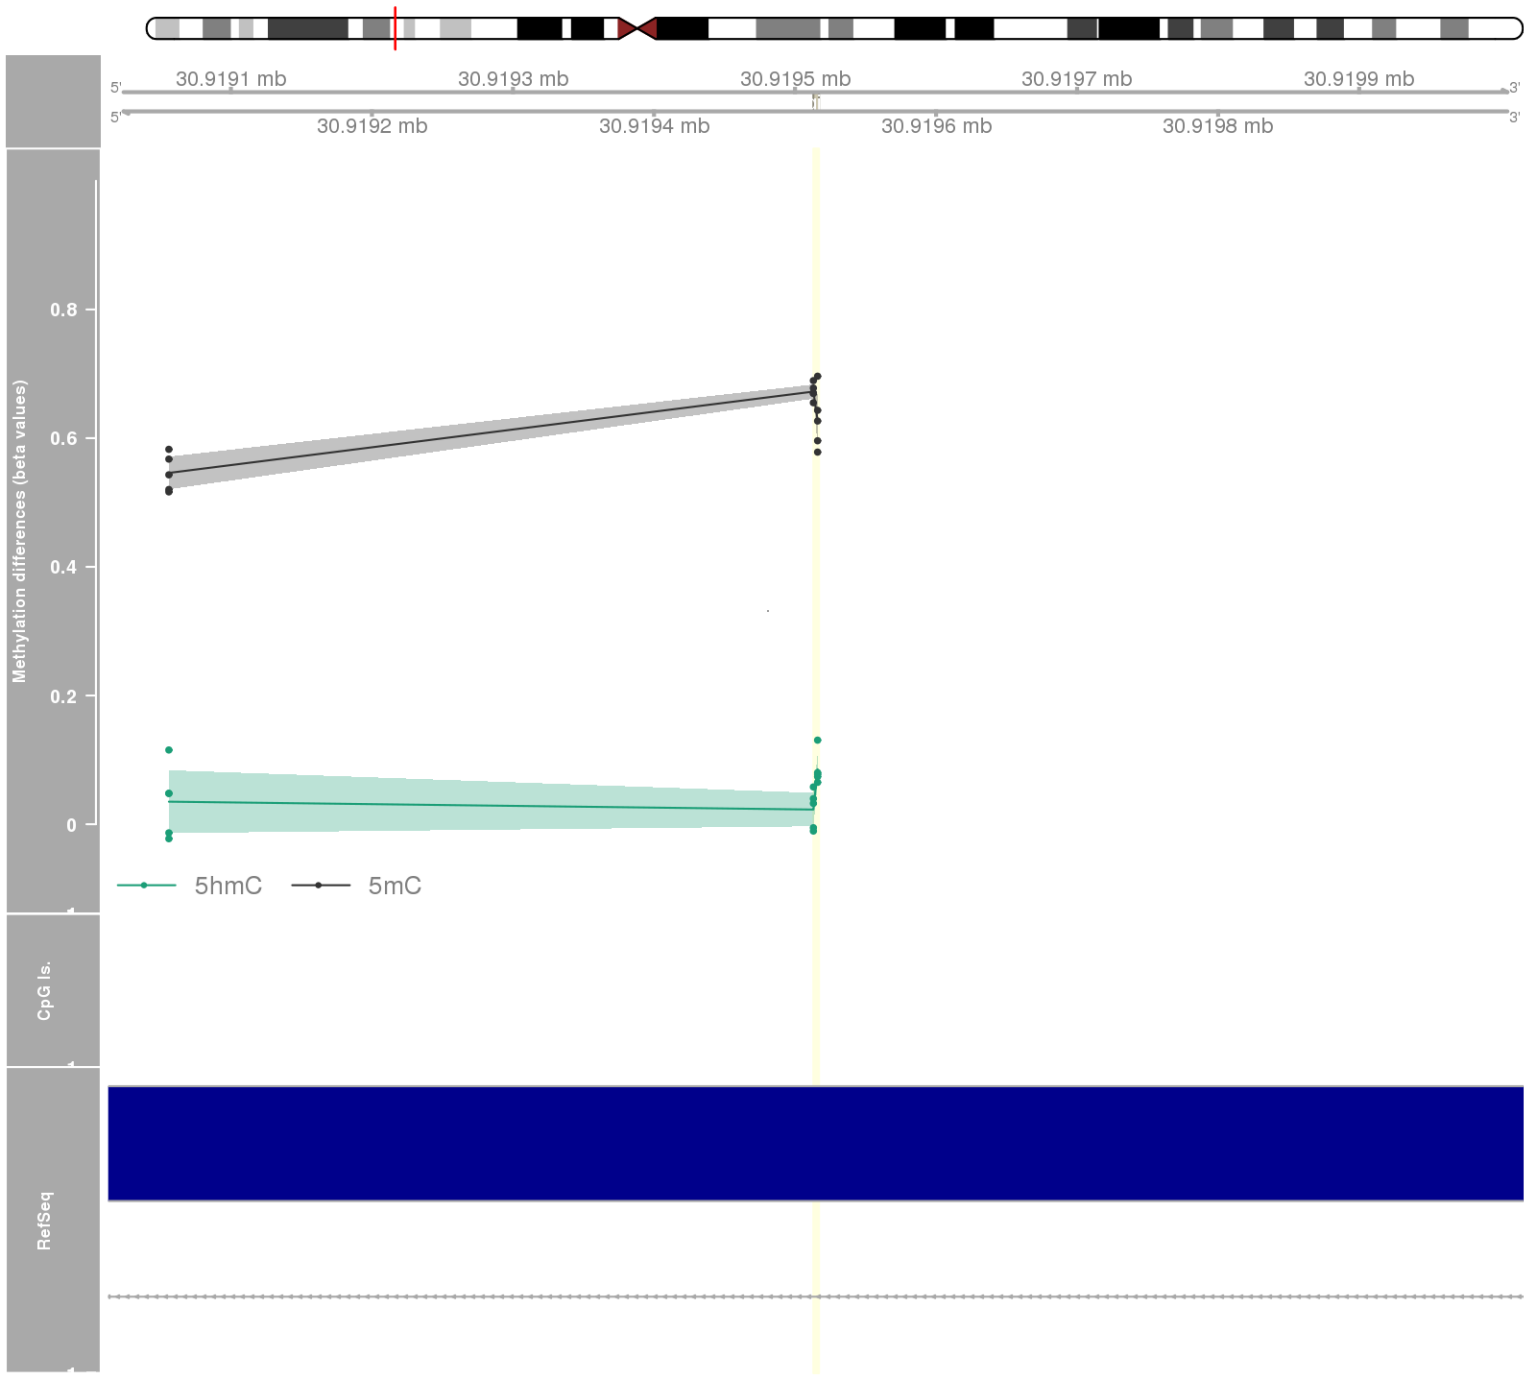 30.9191 mb 30.9193 mb 30.9195 mb 30.9197 mb 30.9199 mb
5' 3'
5' 3'
30.9192 mb 30.9194 mb 30.9196 mb 30.9198 mb
Methylation differences (beta values)
0.8
0.6
0.4
0.2
0
5hmC 5mC
CpG Is.
RefSeq